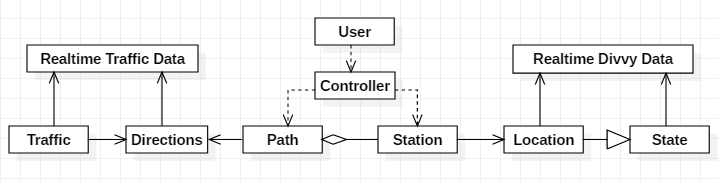 User
Realtime Traffic Data
Realtime Divvy Data
Controller
Traffic
Directions
Path
Station
Location
State